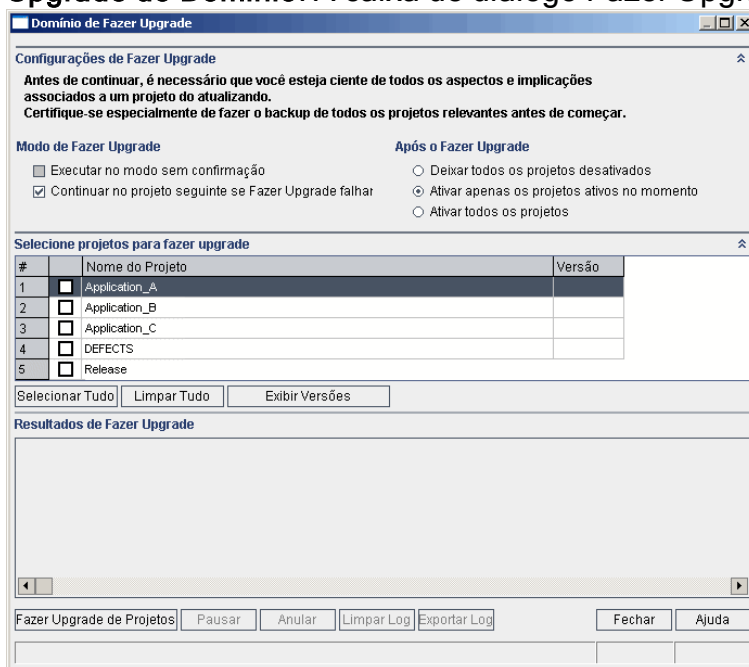 Domínio de Fazer Upgrade
Configurações de Fazer Upgrade
Antes de continuar, é necessário que você esteja ciente de todos os aspectos e implicações
associados a um projeto do atualizando.
Certifique-se especialmente de fazer o backup de todos os projetos relevantes antes de começar.
Modo de Fazer Upgrade
Executar no modo sem confirmação
Continuar no projeto seguinte se Fazer Upgrade falhar
Após o Fazer Upgrade
Deixar todos os projetos desativados
Ativar apenas os projetos ativos no momento
Ativar todos os projetos
Selecione projetos para fazer upgrade
# Nome do Projeto Versão
1 Application_A
2 Application_B
3 Application_C
4 DEFECTS
5 Release
Selecionar Tudo Limpar Tudo Exibir Versões
Resultados de Fazer Upgrade
Fazer Upgrade de Projetos Pausar Anular Limpar Log Exportar Log Fechar Ajuda